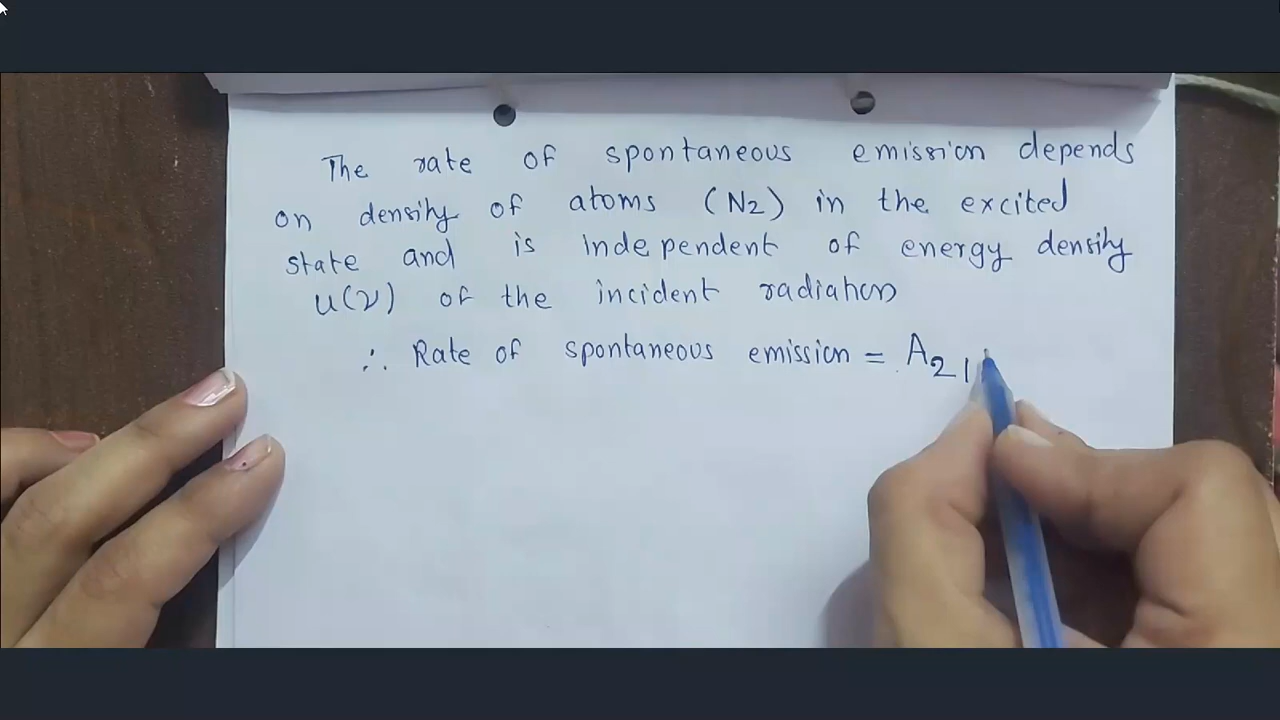 The rate of spontaneous emission depends
on density of atoms (N2) in the excited
state and is independent of energy density
u(ν) of the incident radiation
∴ Rate of spontaneous emission = A21